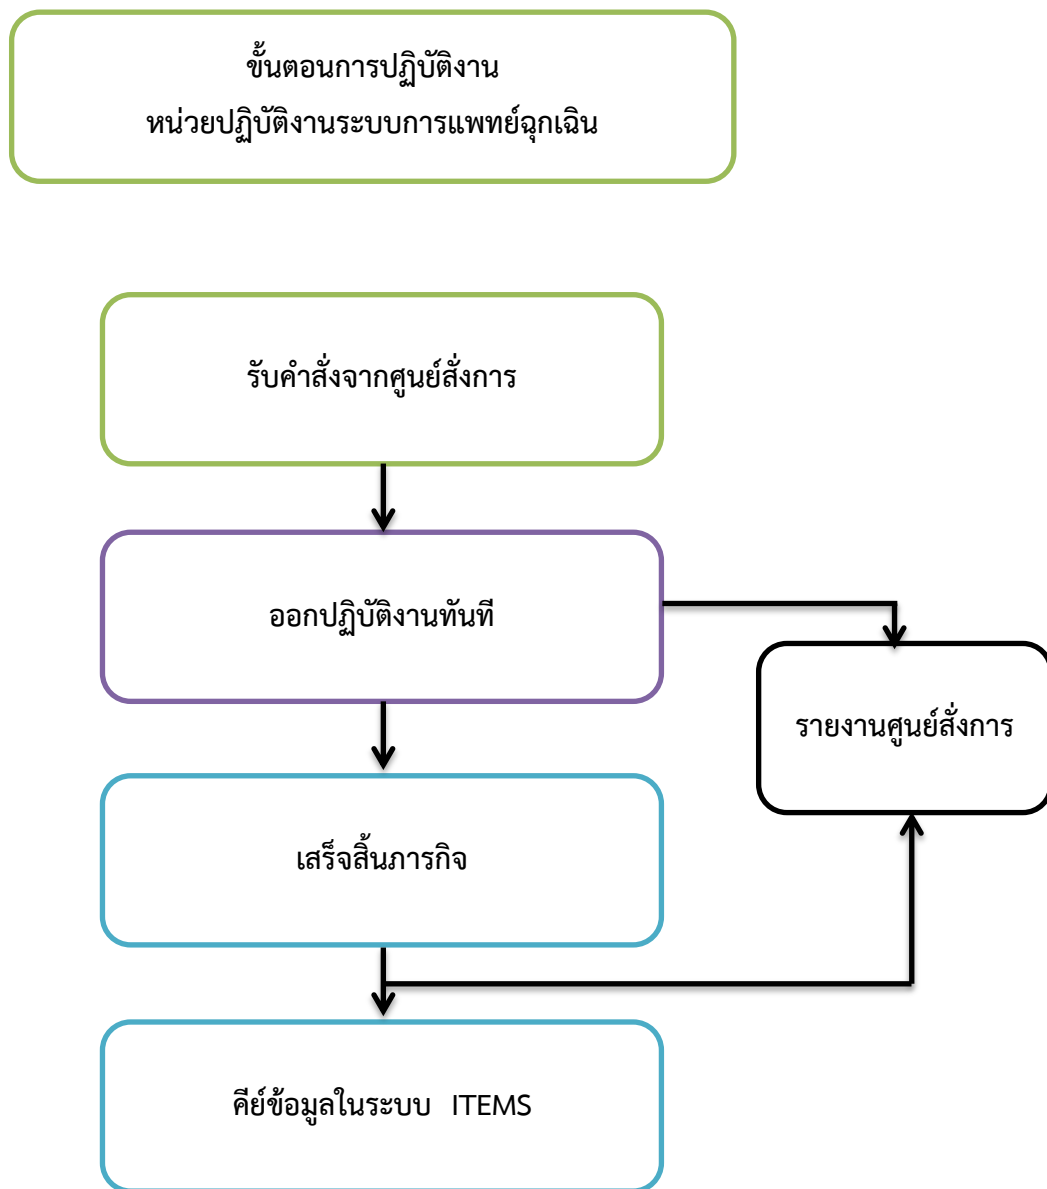 ขั้นตอนการปฏิบัติงาน
หน่วยปฏิบัติงานระบบการแพทย์ฉุกเฉิน
รับคำสั่งจากศูนย์สั่งการ
ออกปฏิบัติงานทันที
รายงานศูนย์สั่งการ
เสร็จสิ้นภารกิจ
คีย์ข้อมูลในระบบ ITEMS